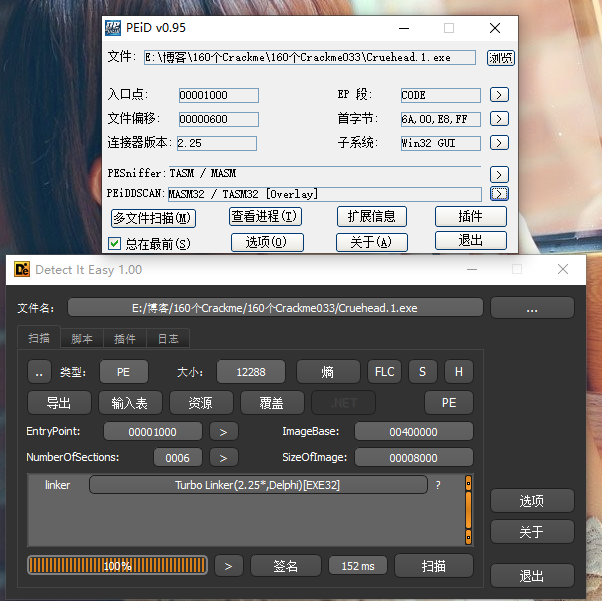 PEiD v0.95
文件: E:\博客\160个Crackme\160个Crackme033\Cruehead.1.exe 浏览
入口点: 00001000 EP 段: CODE >
文件偏移: 00000600 首字节: 6A,00,E8,FF >
连接器版本: 2.25 子系统: Win32 GUI >
PESniffer: TASM / MASM >
PEiDDSCAN: MASM32 / TASM32 [Overlay] >
多文件扫描(M) 查看进程(T) 扩展信息 插件
总在最前(S) 选项(O) 关于(A) 退出
Detect It Easy 1.00
文件名: E:/博客/160个Crackme/160个Crackme033/Cruehead.1.exe ...
扫描 脚本 插件 日志
.. 类型: PE 大小: 12288 熵 FLC S H
导出 输入表 资源 覆盖 .NET PE
EntryPoint: 00001000 > ImageBase: 00400000
NumberOfSections: 0006 > SizeOfImage: 00008000
linker Turbo Linker(2.25*,Delphi)[EXE32] ?
选项
关于
100% > 签名 152 ms 扫描
退出